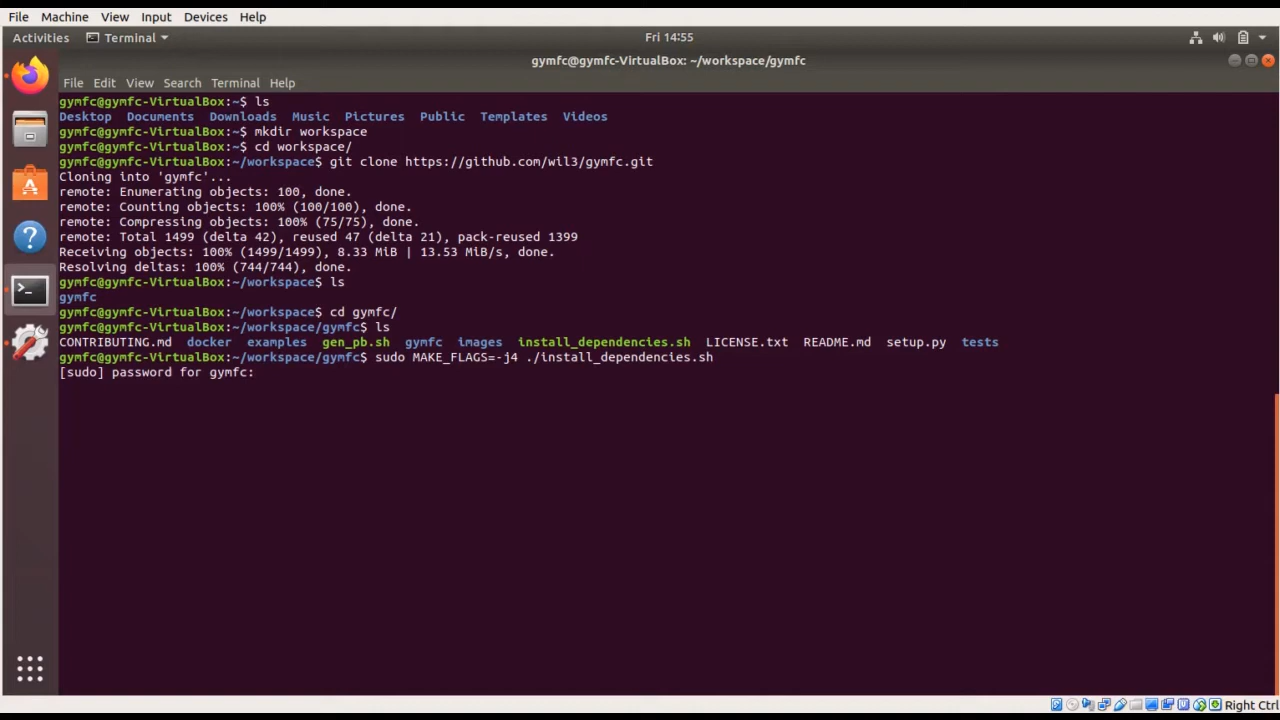 File Machine View Input Devices Help
Activities Terminal Fri 14:55
gymfc@gymfc-VirtualBox: ~/workspace/gymfc
File Edit View Search Terminal Help
gymfc@gymfc-VirtualBox:~$ ls
Desktop Documents Downloads Music Pictures Public Templates Videos
gymfc@gymfc-VirtualBox:~$ mkdir workspace
gymfc@gymfc-VirtualBox:~$ cd workspace/
gymfc@gymfc-VirtualBox:~/workspace$ git clone https://github.com/wil3/gymfc.git
Cloning into 'gymfc'...
remote: Enumerating objects: 100, done.
remote: Counting objects: 100% (100/100), done.
remote: Compressing objects: 100% (75/75), done.
remote: Total 1499 (delta 42), reused 47 (delta 21), pack-reused 1399
Receiving objects: 100% (1499/1499), 8.33 MiB | 13.53 MiB/s, done.
Resolving deltas: 100% (744/744), done.
gymfc@gymfc-VirtualBox:~/workspace$ ls
gymfc
gymfc@gymfc-VirtualBox:~/workspace$ cd gymfc/
gymfc@gymfc-VirtualBox:~/workspace/gymfc$ ls
CONTRIBUTING.md docker examples gen_pb.sh gymfc images install_dependencies.sh LICENSE.txt README.md setup.py tests
gymfc@gymfc-VirtualBox:~/workspace/gymfc$ sudo MAKE_FLAGS=-j4 ./install_dependencies.sh
[sudo] password for gymfc:
Right Ctrl